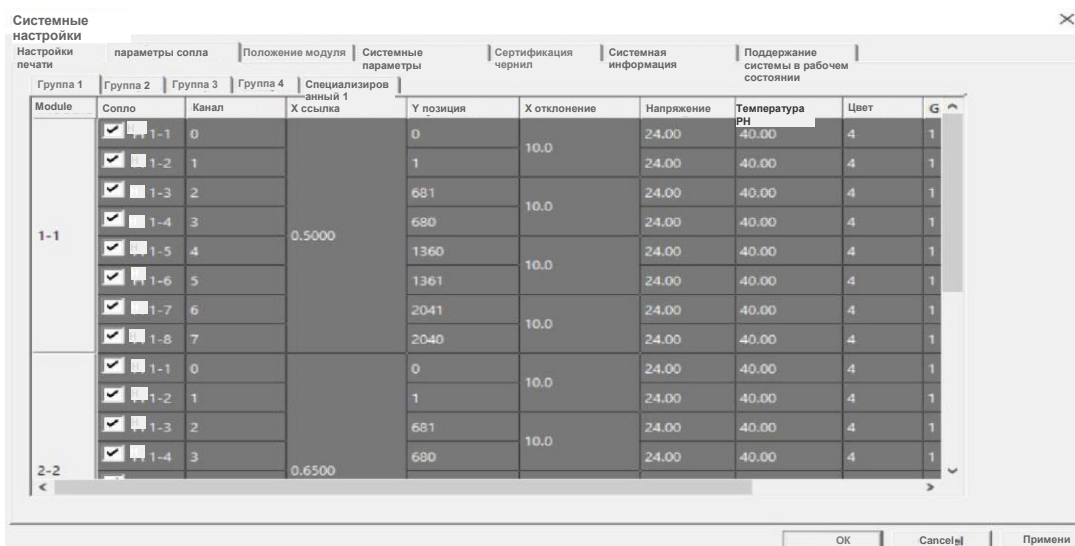 Системные
настройки
Настройки
печати
параметры сопла
Положение модуля
Системные
параметры
Сертификация
чернил
Системная
информация
Поддержание
системы в рабочем
состоянии
Группа 1
Группа 2
Группа 3
Группа 4
Специализиров
анный 1
Module Сопло Канал X ссылка Y позиция X отклонение Напряжение Температура PH Цвет G
1-1
0.5000
1-1 0 0 10.0 24.00 40.00 4 1
1-2 1 1 24.00 40.00 4 1
1-3 2 681 10.0 24.00 40.00 4 1
1-4 3 680 24.00 40.00 4 1
1-5 4 1360 10.0 24.00 40.00 4 1
1-6 5 1361 24.00 40.00 4 1
1-7 6 2041 10.0 24.00 40.00 4 1
1-8 7 2040 24.00 40.00 4 1
2-2
0.6500
1-1 0 0 10.0 24.00 40.00 4 1
1-2 1 1 24.00 40.00 4 1
1-3 2 681 10.0 24.00 40.00 4 1
1-4 3 680 24.00 40.00 4 1
ОК
Cancel
Примени